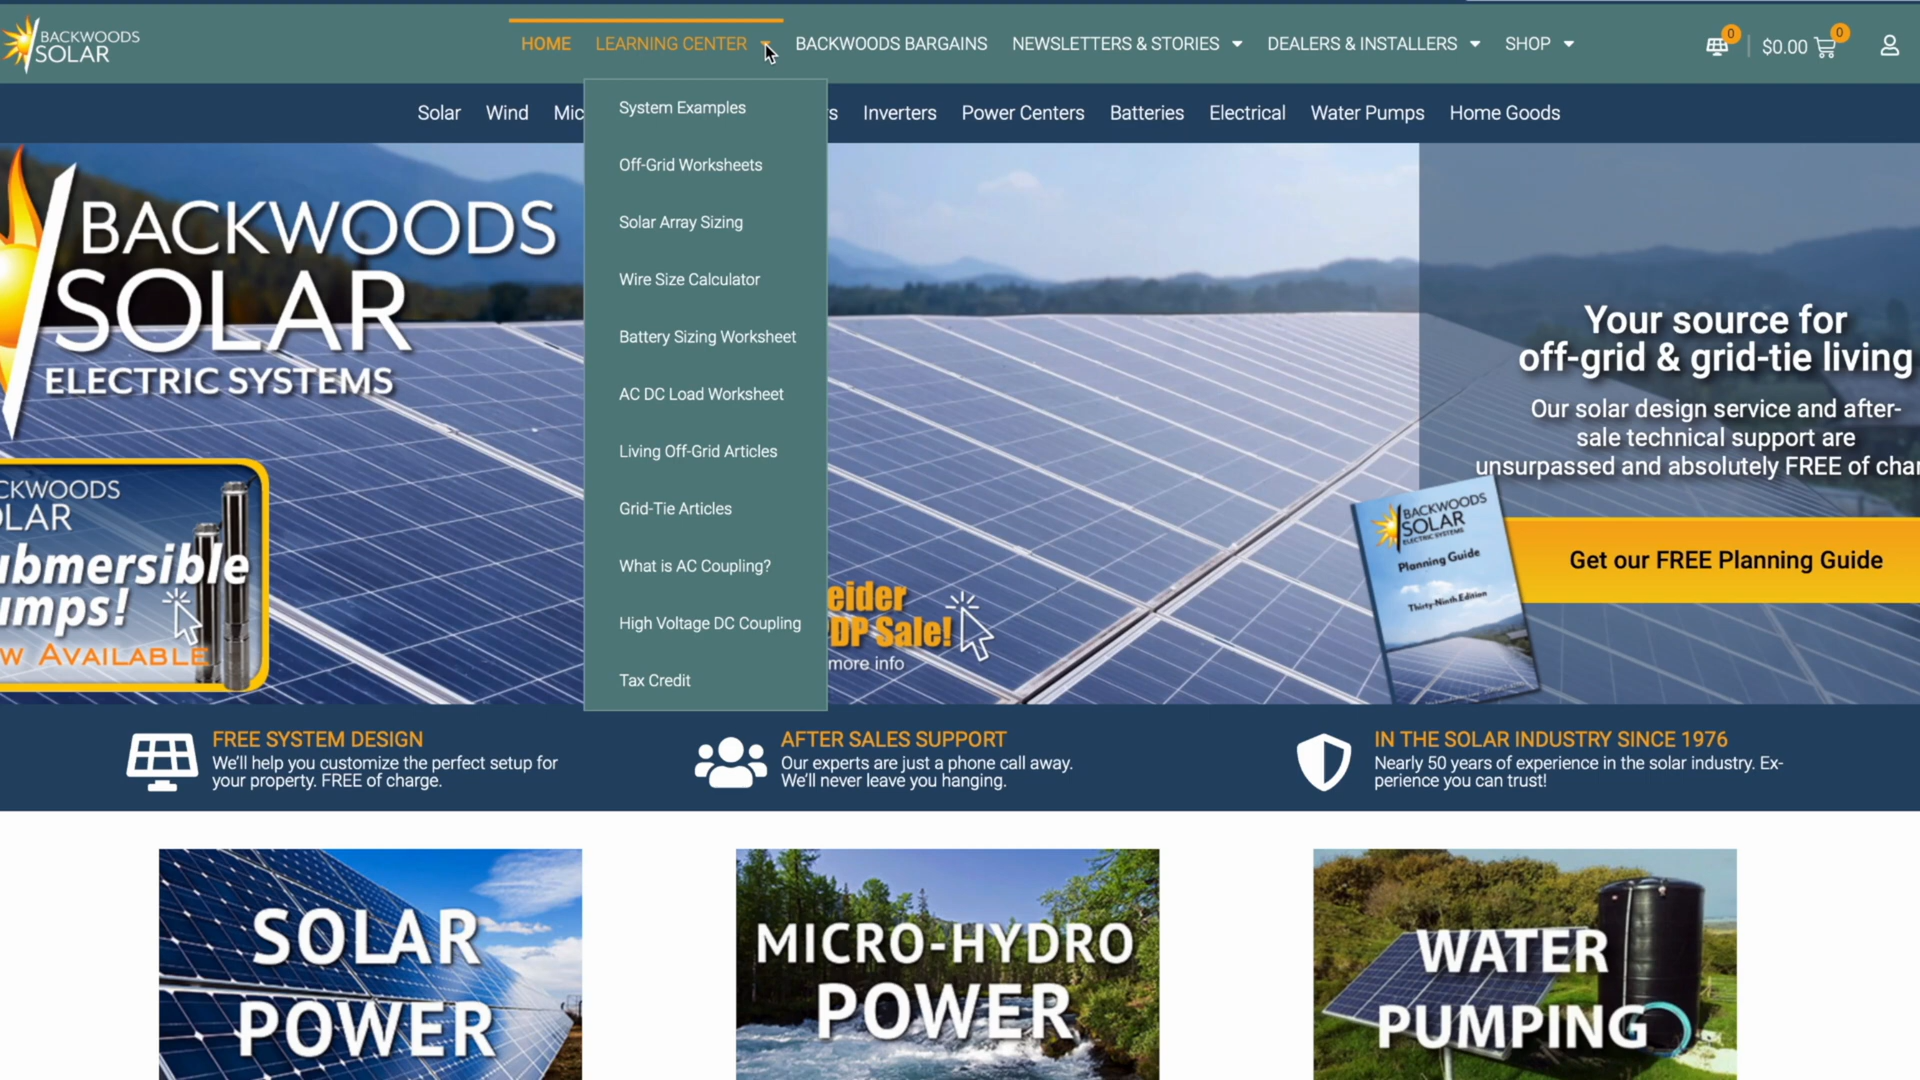 BACKWOODS
SOLAR
HOME
LEARNING CENTER
BACKWOODS BARGAINS
NEWSLETTERS & STORIES
DEALERS & INSTALLERS
SHOP
0
$0.00
0
Solar
Wind
Mic
s
Inverters
Power Centers
Batteries
Electrical
Water Pumps
Home Goods
System Examples
Off-Grid Worksheets
Solar Array Sizing
Wire Size Calculator
Battery Sizing Worksheet
AC DC Load Worksheet
Living Off-Grid Articles
Grid-Tie Articles
What is AC Coupling?
High Voltage DC Coupling
Tax Credit
BACKWOODS
SOLAR
ELECTRIC SYSTEMS
CKWOODS
OLAR
ubmersible
umps!
W AVAILABLE
eider
DP Sale!
more info
Your source for
off-grid & grid-tie living
Our solar design service and after-
sale technical support are
unsurpassed and absolutely FREE of char
BACKWOODS
SOLAR
ELECTRIC SYSTEMS
Planning Guide
Thirty-Ninth Edition
Get our FREE Planning Guide
FREE SYSTEM DESIGN
We'll help you customize the perfect setup for
your property. FREE of charge.
AFTER SALES SUPPORT
Our experts are just a phone call away.
We'll never leave you hanging.
IN THE SOLAR INDUSTRY SINCE 1976
Nearly 50 years of experience in the solar industry. Ex-
perience you can trust!
SOLAR
POWER
MICRO-HYDRO
POWER
WATER
PUMPING